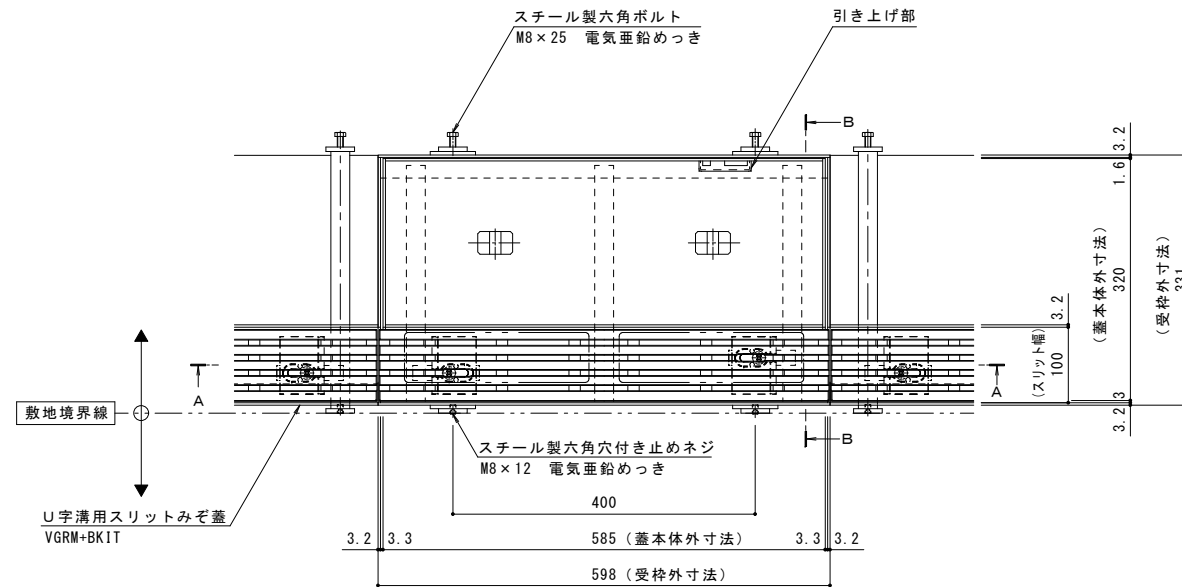 スチール製六角ボルト
M8×25 電気亜鉛めっき
引き上げ部
B
3.2
1.6
(蓋本体外寸法)
320
(受枠外寸法)
331
3.2
(スリット幅)
100
A
A
敷地境界線
3.2
3
B
スチール製六角穴付き止めネジ
M8×12 電気亜鉛めっき
400
U字溝用スリットみぞ蓋
VGRM+BKIT
3.2 3.3 585(蓋本体外寸法) 3.3 3.2
598(受枠外寸法)